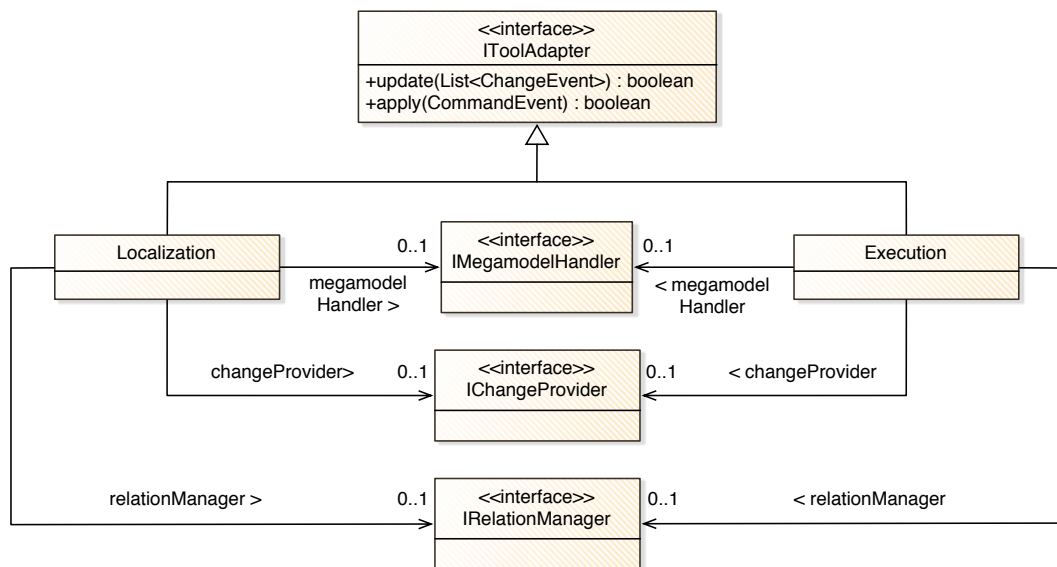 <<interface>>
IToolAdapter
+update(List<ChangeEvent>) : boolean
+apply(CommandEvent) : boolean
Localization
0..1
<<interface>>
IMegamodelHandler
0..1
Execution
megamodel
Handler >
< megamodel
Handler
changeProvider>
0..1
<<interface>>
IChangeProvider
0..1
< changeProvider
relationManager >
0..1
<<interface>>
IRelationManager
0..1
< relationManager